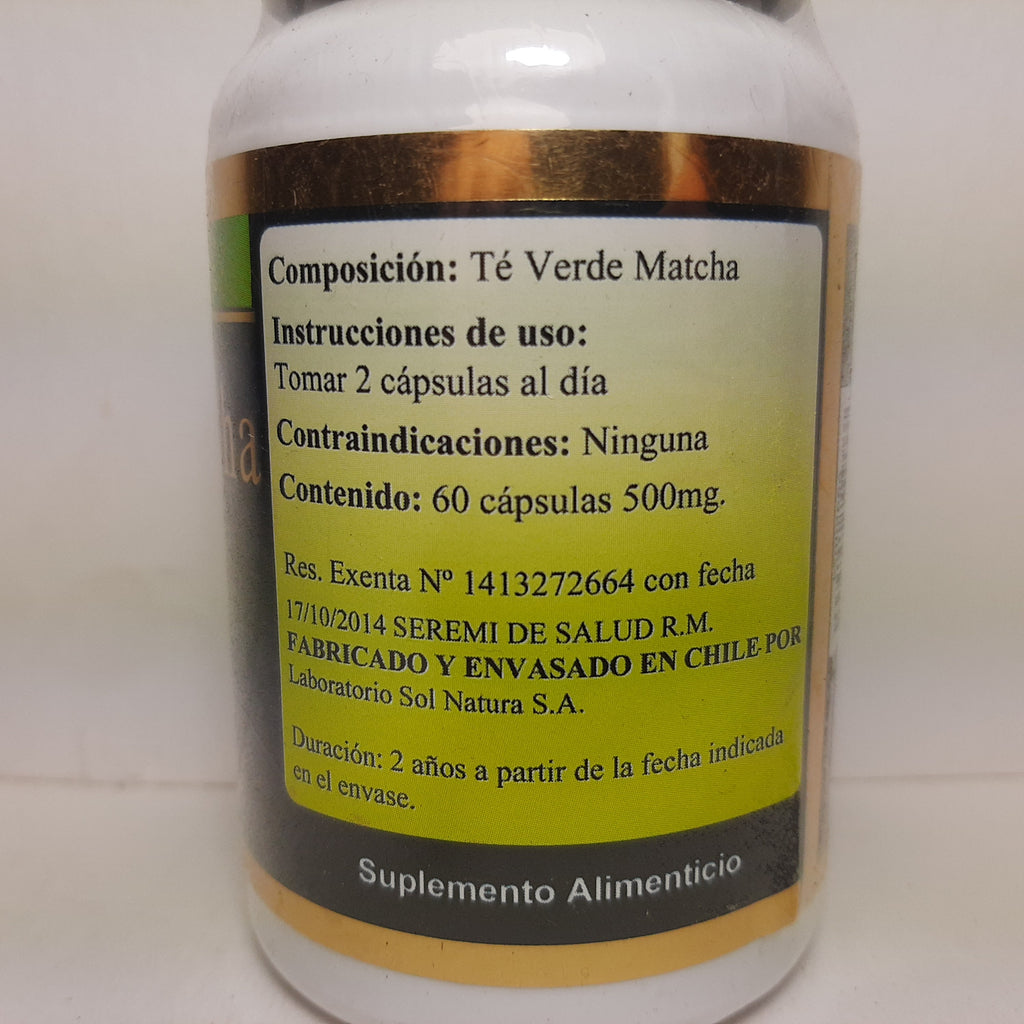 Composición: Té Verde Matcha
Instrucciones de uso:
Tomar 2 cápsulas al día
Contraindicaciones: Ninguna
Contenido: 60 cápsulas 500mg.
Res. Exenta Nº 1413272664 con fecha
17/10/2014 SEREMI DE SALUD R.M.
FABRICADO Y ENVASADO EN CHILE POR
Laboratorio Sol Natura S.A.
Duración: 2 años a partir de la fecha indicada
en el envase.
Suplemento Alimenticio